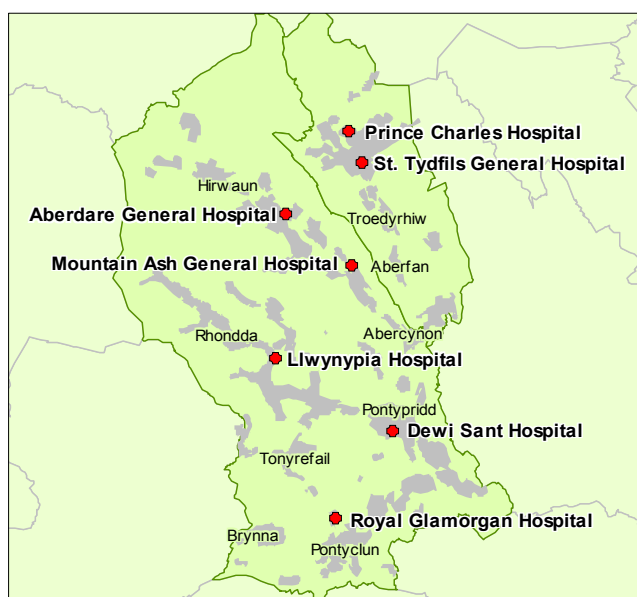 Prince Charles Hospital
St. Tydfils General Hospital
Hirwaun
Aberdare General Hospital
Troedyrhiw
Mountain Ash General Hospital
Aberfan
Rhondda
Abercynon
Llwynypia Hospital
Pontypridd
Dewi Sant Hospital
Tonyrefail
Royal Glamorgan Hospital
Brynna
Pontyclun